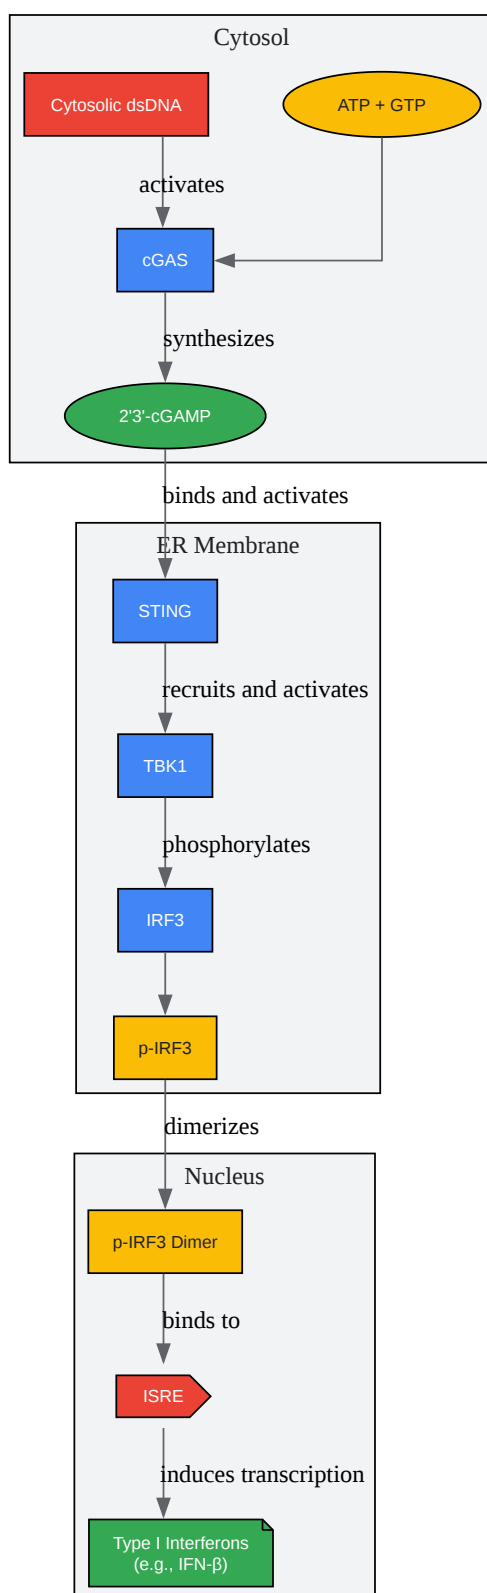 Cytosol
Cytosolic dsDNA
ATP + GTP
activates
cGAS
synthesizes
2'3'-cGAMP
binds and activates
ER Membrane
STING
recruits and activates
TBK1
phosphorylates
IRF3
p-IRF3
dimerizes
Nucleus
p-IRF3 Dimer
binds to
ISRE
induces transcription
Type I Interferons
(e.g., IFN-β)